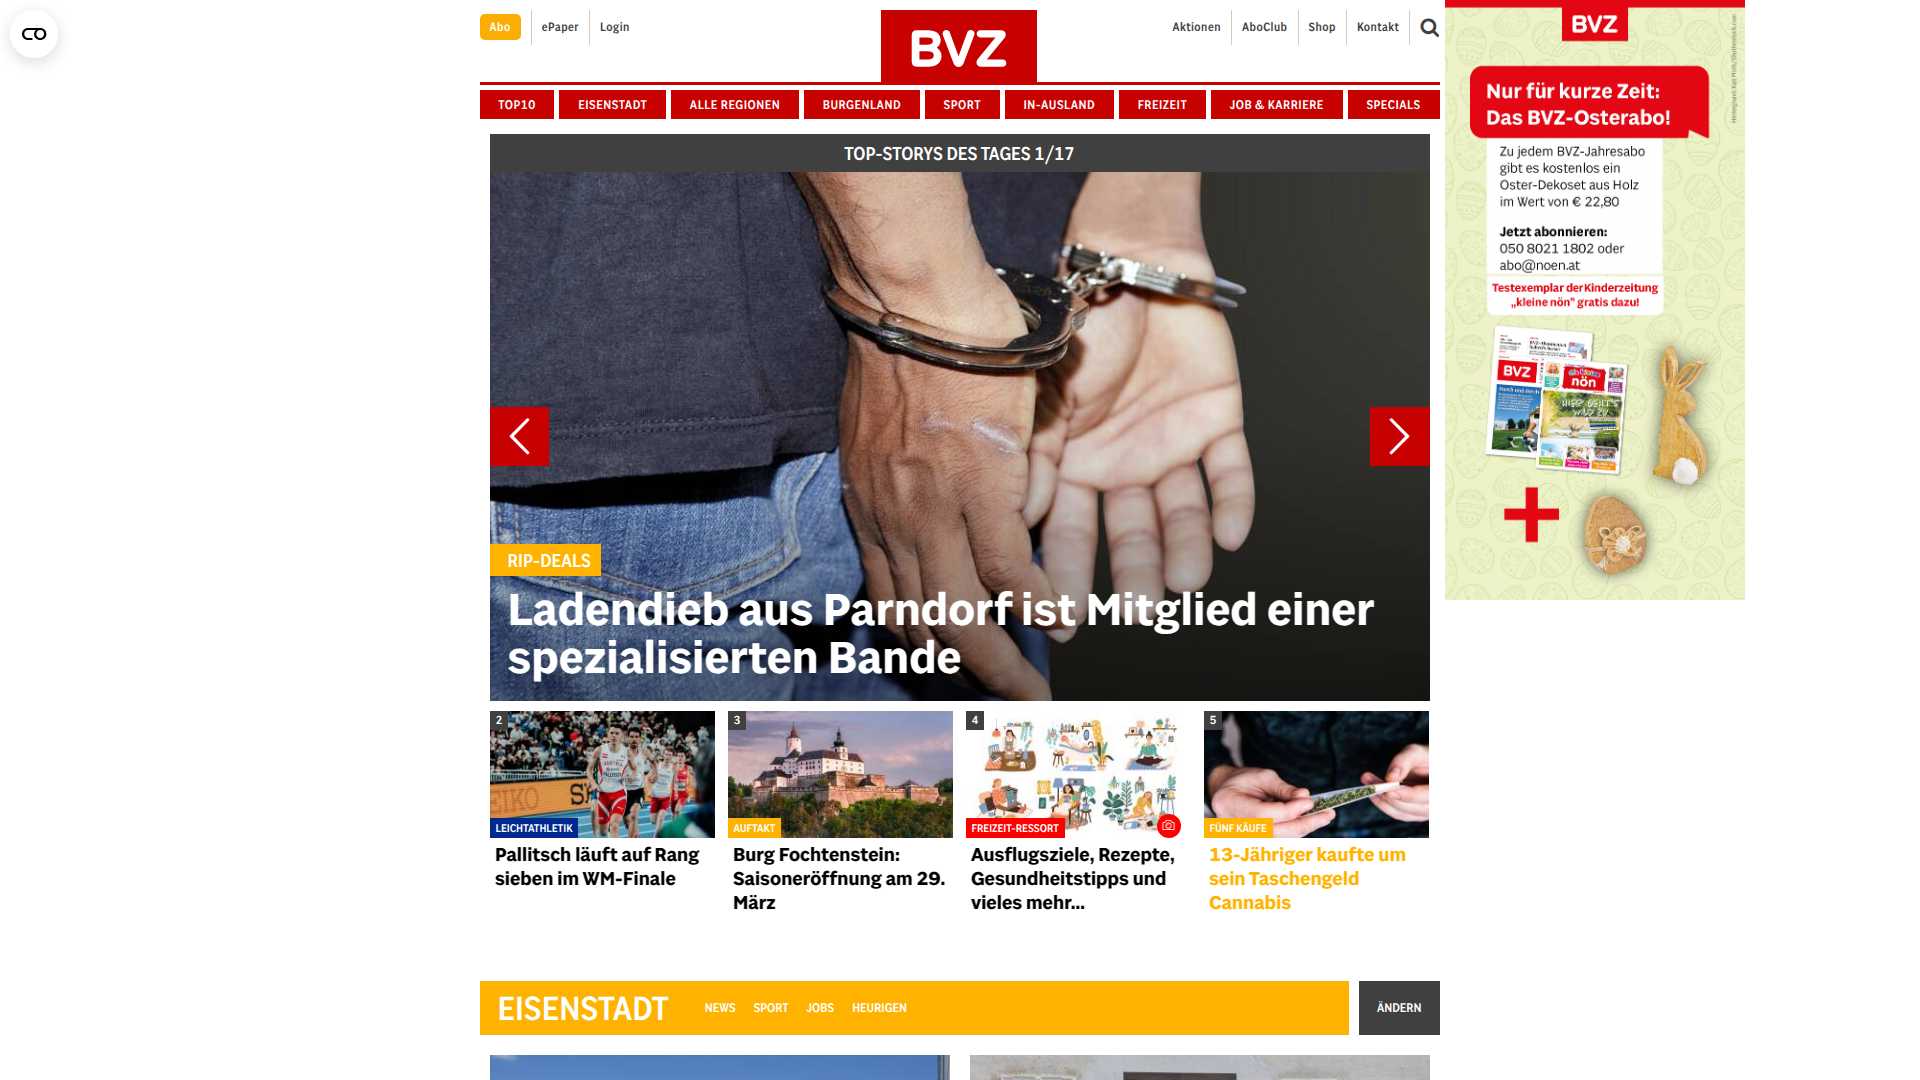 Abo
ePaper
Login
BVZ
Aktionen
AboClub
Shop
Kontakt
TOP10
EISENSTADT
ALLE REGIONEN
BURGENLAND
SPORT
IN-AUSLAND
FREIZEIT
JOB & KARRIERE
SPECIALS
TOP-STORYS DES TAGES 1/17
RIP-DEALS
Ladendieb aus Parndorf ist Mitglied einer
spezialisierten Bande
2
LEICHTATHLETIK
Pallitsch läuft auf Rang
sieben im WM-Finale
3
AUFTAKT
Burg Fochtenstein:
Saisoneröffnung am 29.
März
4
FREIZEIT-RESSORT
Ausflugsziele, Rezepte,
Gesundheitstipps und
vieles mehr...
5
FÜNF KÄUFE
13-Jähriger kaufte um
sein Taschengeld
Cannabis
EISENSTADT
NEWS
SPORT
JOBS
HEURIGEN
ÄNDERN
BVZ
Nur für kurze Zeit:
Das BVZ-Osterabo!
Zu jedem BVZ-Jahresabo
gibt es kostenlos ein
Oster-Dekoset aus Holz
im Wert von € 22,80
Jetzt abonnieren:
050 8021 1802 oder
abo@noen.at
Testexemplar der Kinderzeitung
„kleine nön" gratis dazu!
BVZ
nön